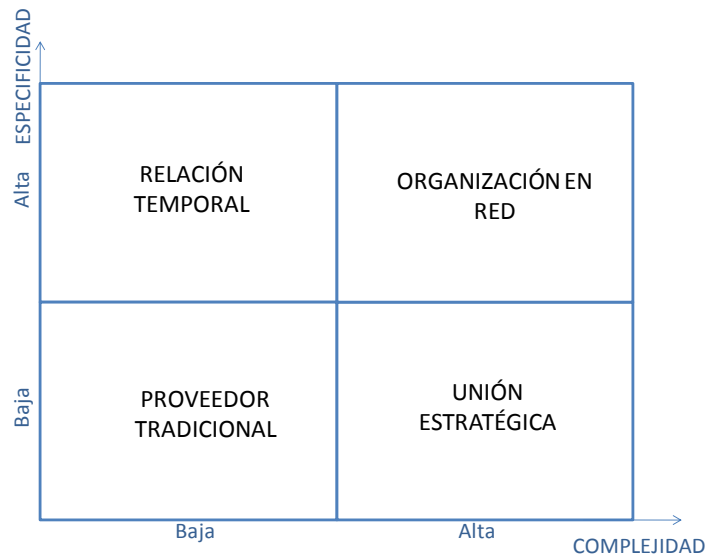 ESPECIFICIDAD
Alta
Baja
RELACIÓN
TEMPORAL
ORGANIZACIÓN EN
RED
PROVEEDOR
TRADICIONAL
UNIÓN
ESTRATÉGICA
Baja
Alta
COMPLEJIDAD